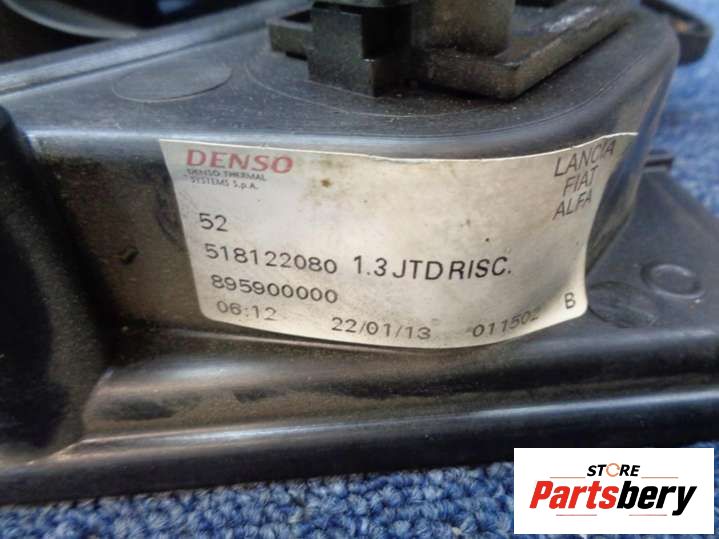 DENSO
DENSO THERMAL
SYSTEMS S.p.A.
LANCIA
FIAT
ALFA
52
518122080 1.3 JTD RISC.
895900000
06:12 22/01/13 011502 B
STORE
Partsbery